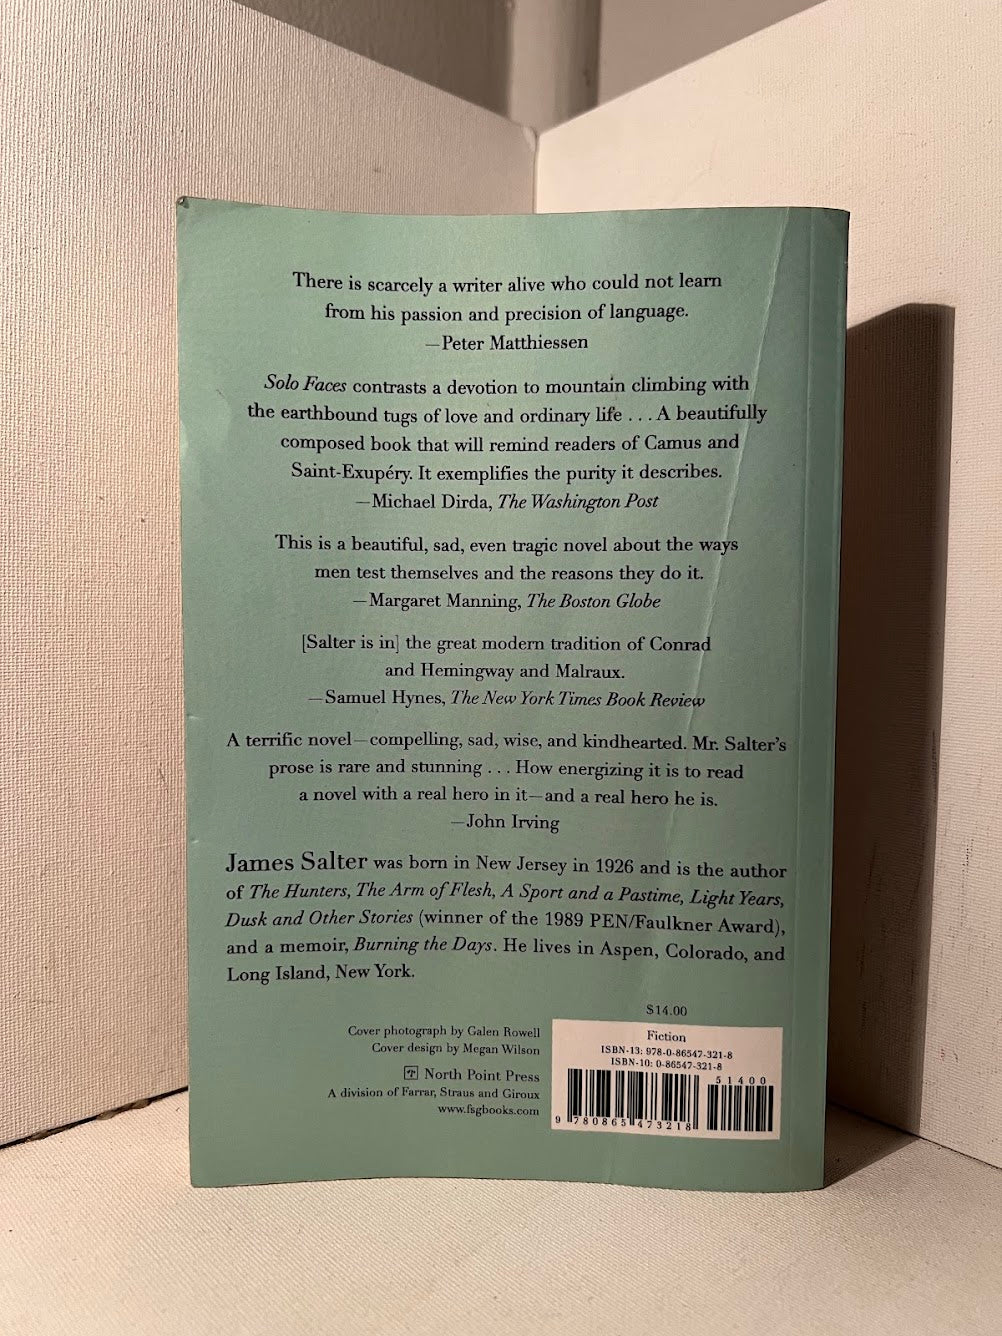 There is scarcely a writer alive who could not learn
from his passion and precision of language.
—Peter Matthiessen
Solo Faces contrasts a devotion to mountain climbing with
the earthbound tugs of love and ordinary life . . . A beautifully
composed book that will remind readers of Camus and
Saint-Exupéry. It exemplifies the purity it describes.
—Michael Dirda, The Washington Post
This is a beautiful, sad, even tragic novel about the ways
men test themselves and the reasons they do it.
—Margaret Manning, The Boston Globe
[Salter is in] the great modern tradition of Conrad
and Hemingway and Malraux.
—Samuel Hynes, The New York Times Book Review
A terrific novel—compelling, sad, wise, and kindhearted. Mr. Salter's
prose is rare and stunning . . . How energizing it is to read
a novel with a real hero in it—and a real hero he is.
—John Irving
James Salter was born in New Jersey in 1926 and is the author
of The Hunters, The Arm of Flesh, A Sport and a Pastime, Light Years,
Dusk and Other Stories (winner of the 1989 PEN/Faulkner Award),
and a memoir, Burning the Days. He lives in Aspen, Colorado, and
Long Island, New York.
Cover photograph by Galen Rowell
Cover design by Megan Wilson
North Point Press
A division of Farrar, Straus and Giroux
www.fsgbooks.com
$14.00
Fiction
ISBN-13: 978-0-86547-321-8
ISBN-10: 0-86547-321-8
51400
9 780865 473218